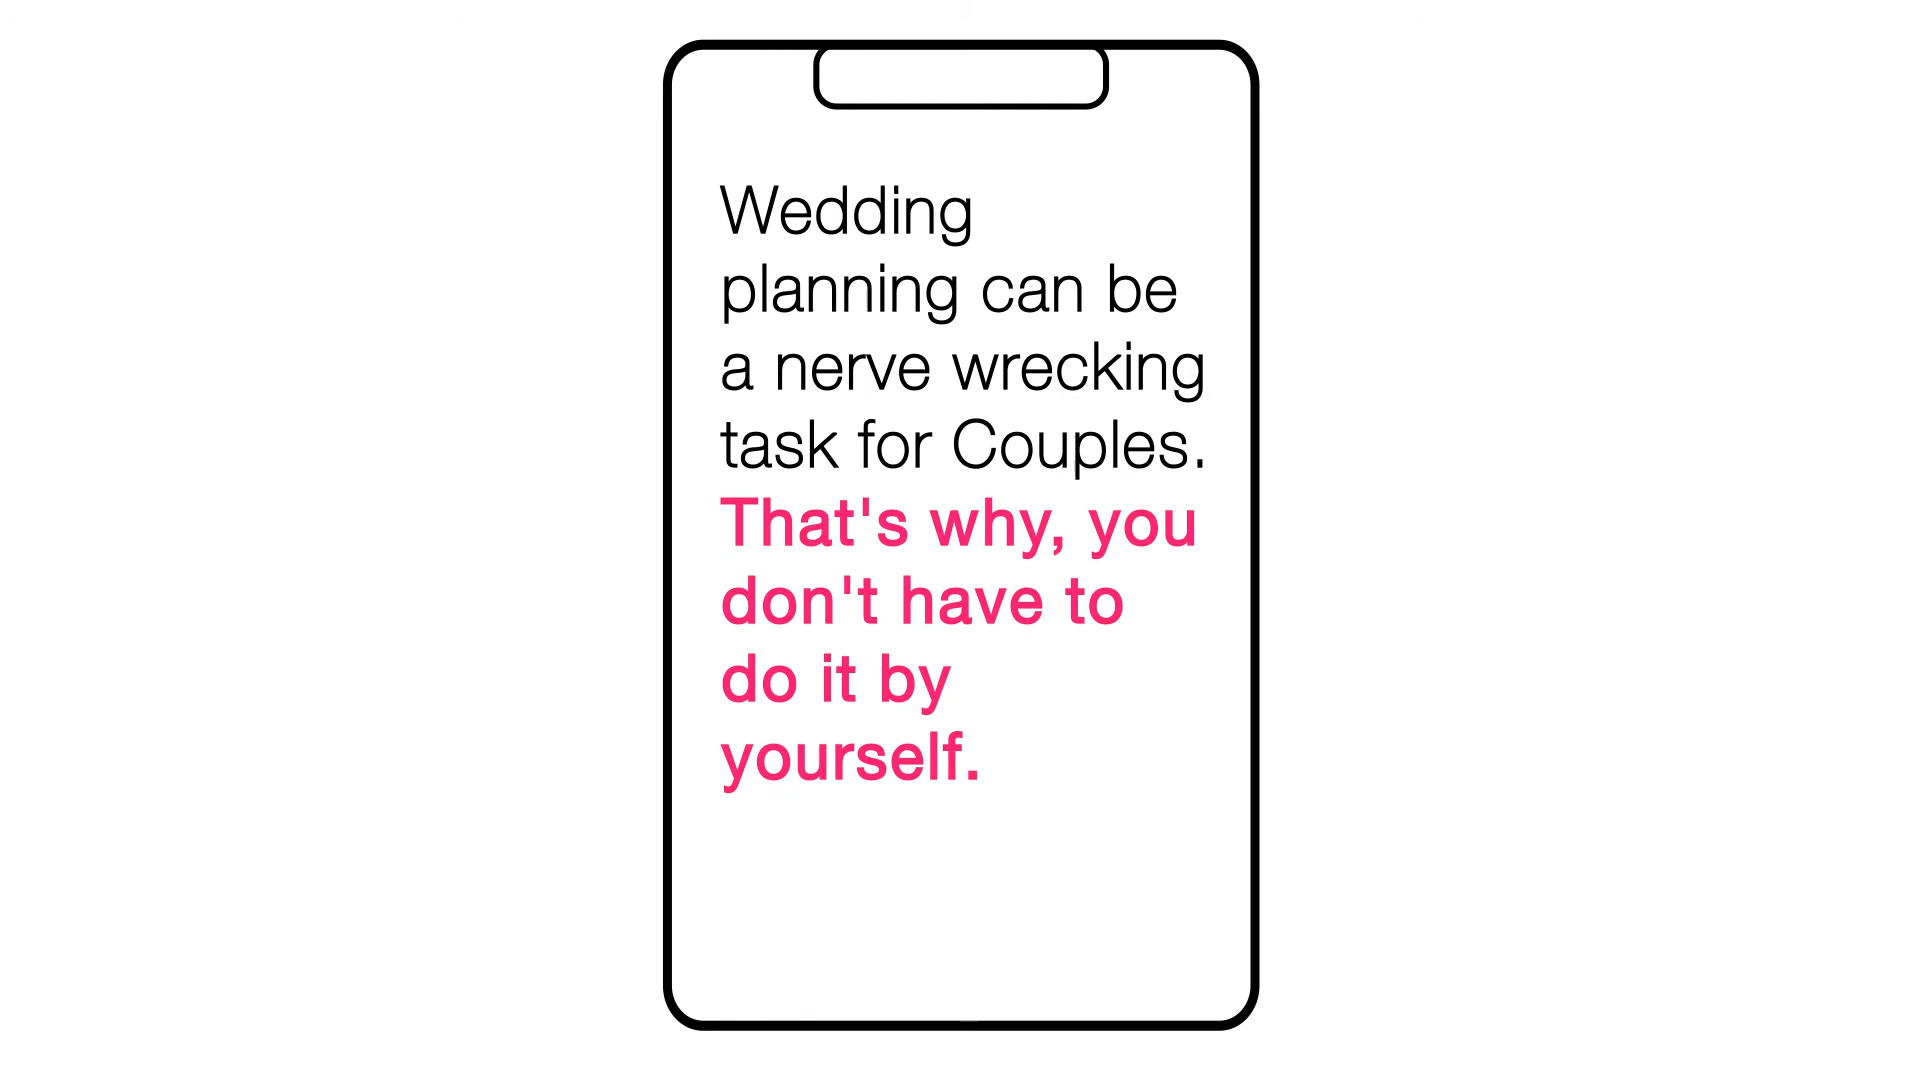 Wedding
planning can be
a nerve wrecking
task for Couples.
That's why, you
don't have to
do it by
yourself.